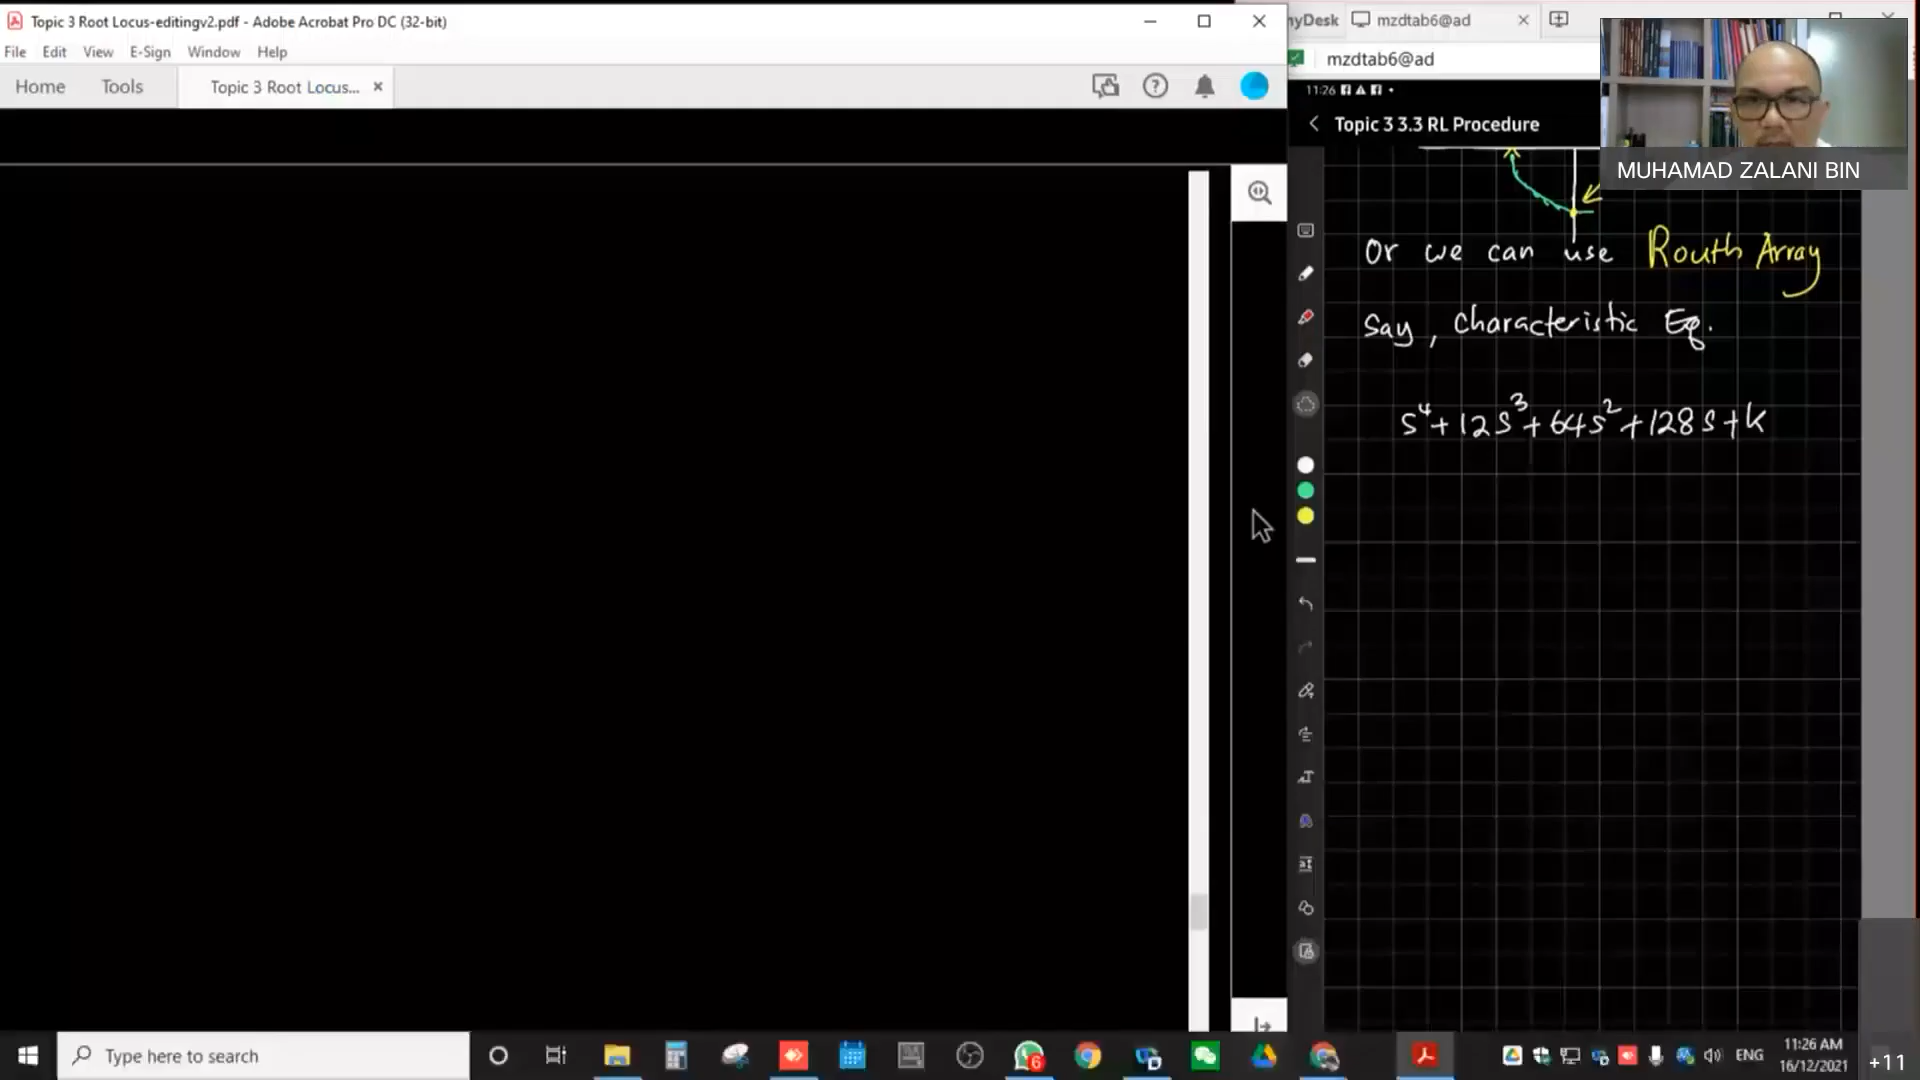 Topic 3 Root Locus-editingv2.pdf - Adobe Acrobat Pro DC (32-bit)
File Edit View E-Sign Window Help
Home Tools Topic 3 Root Locus...
nyDesk mzdtab6@ad
mzdtab6@ad
11:26
Topic 3 3.3 RL Procedure
MUHAMAD ZALANI BIN
Or we can use Routh Array
Say, Characteristic Eq.
s⁴+12s³+64s²+128s+k
Type here to search
6
ENG
11:26 AM
16/12/2021
+11